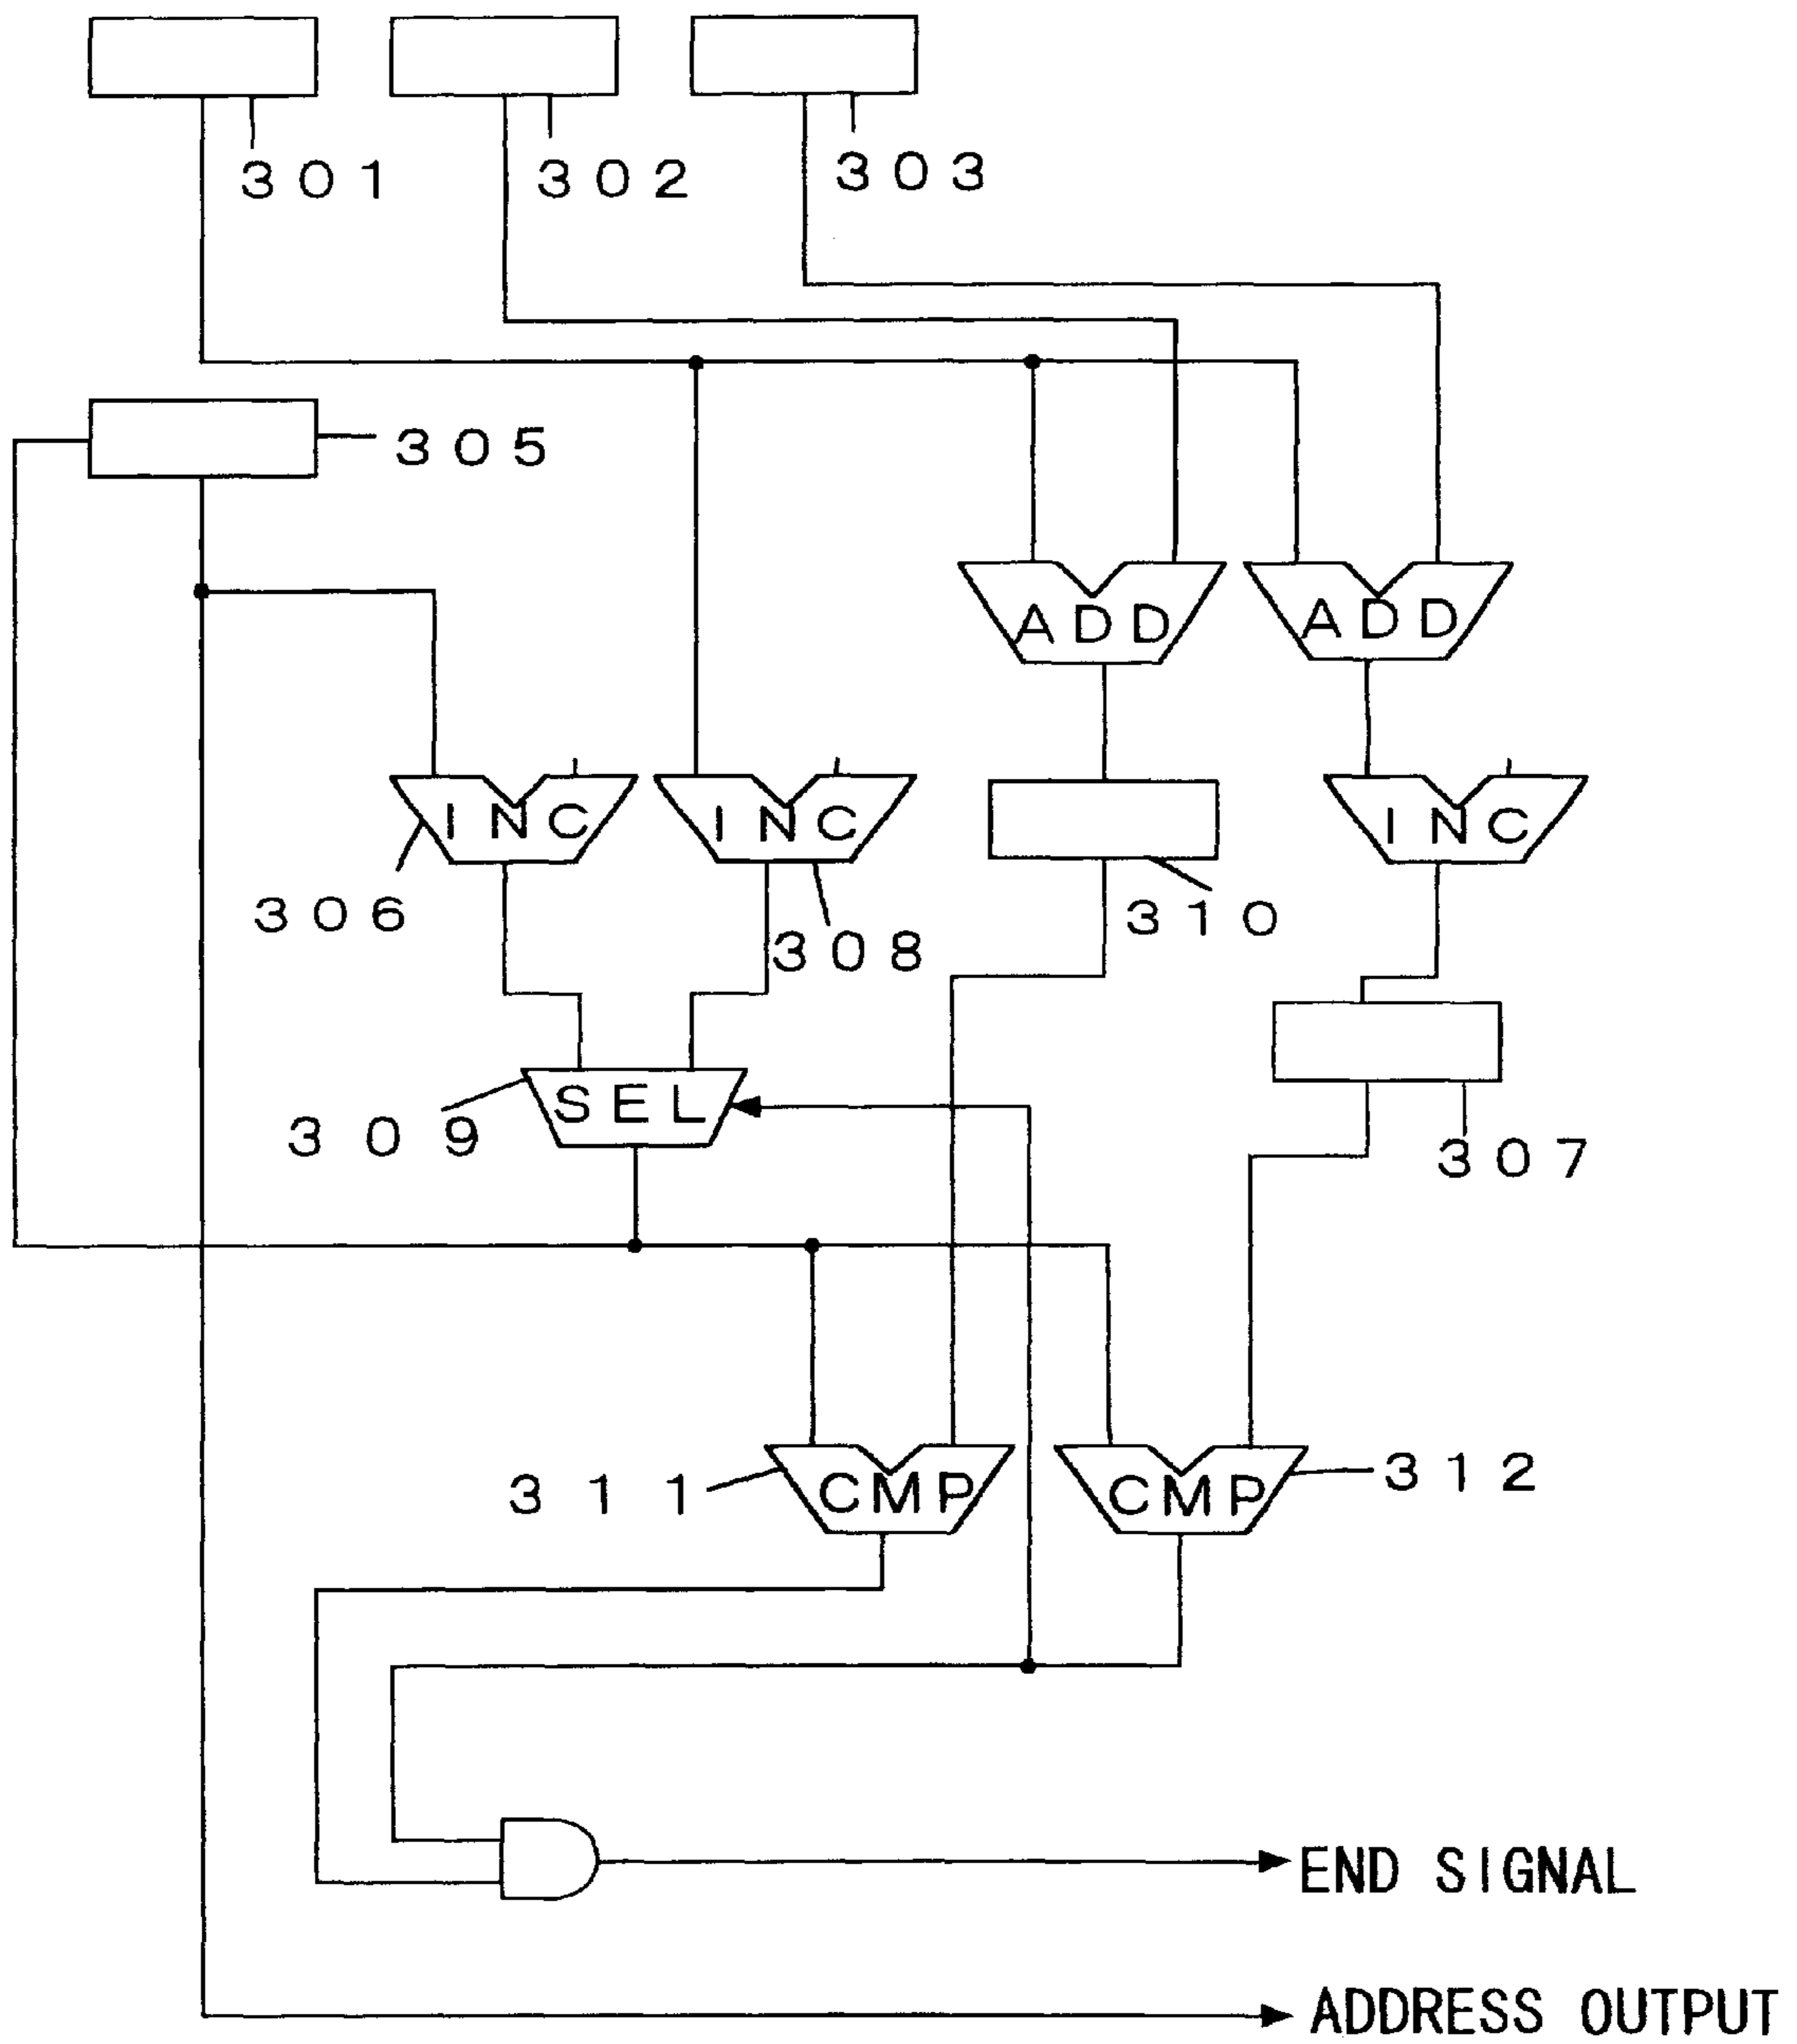 301
302
303
305
ADD
ADD
INC
INC
INC
306
308
310
SEL
309
307
CMP
CMP
311
312
END SIGNAL
ADDRESS OUTPUT